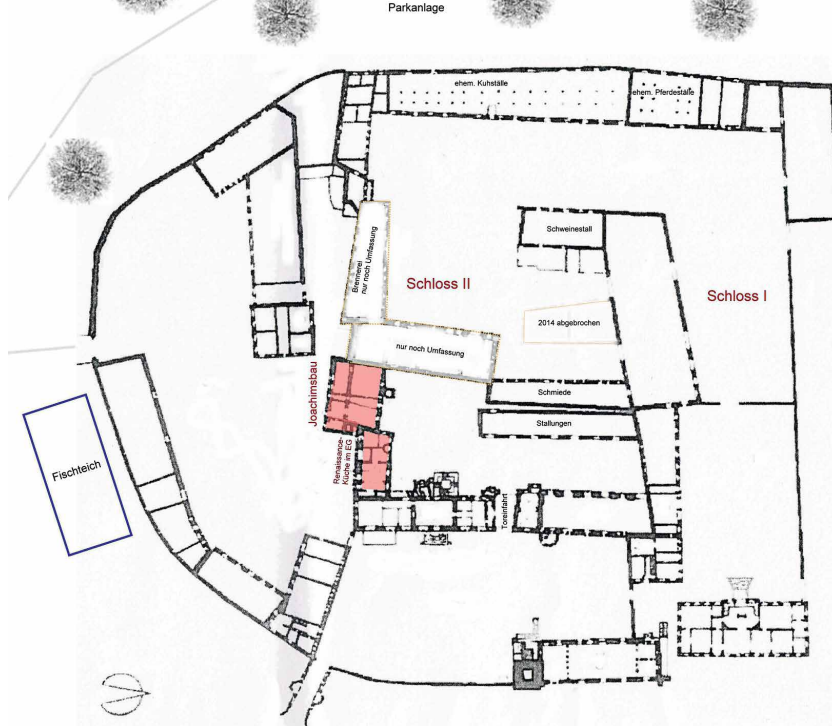 Parkanlage
ehem. Kuhställe
ehem. Pferdeställe
Schweinestall
Brennerei
nur noch Umfassung
Schloss II
Schloss I
2014 abgebrochen
nur noch Umfassung
Joachimsbau
Schmiede
Stallungen
Renaissance-
Küche im EG
Fischteich
Toreinfahrt